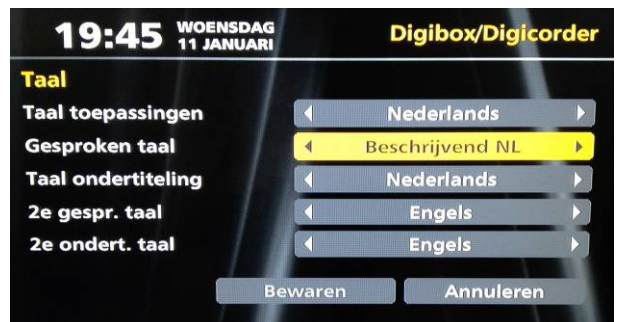 19:45 WOENSDAG 11 JANUARI Digibox/Digicorder
Taal
Taal toepassingen Nederlands
Gesproken taal Beschrijvend NL
Taal ondertiteling Nederlands
2e gespr. taal Engels
2e ondert. taal Engels
Bewaren Annuleren